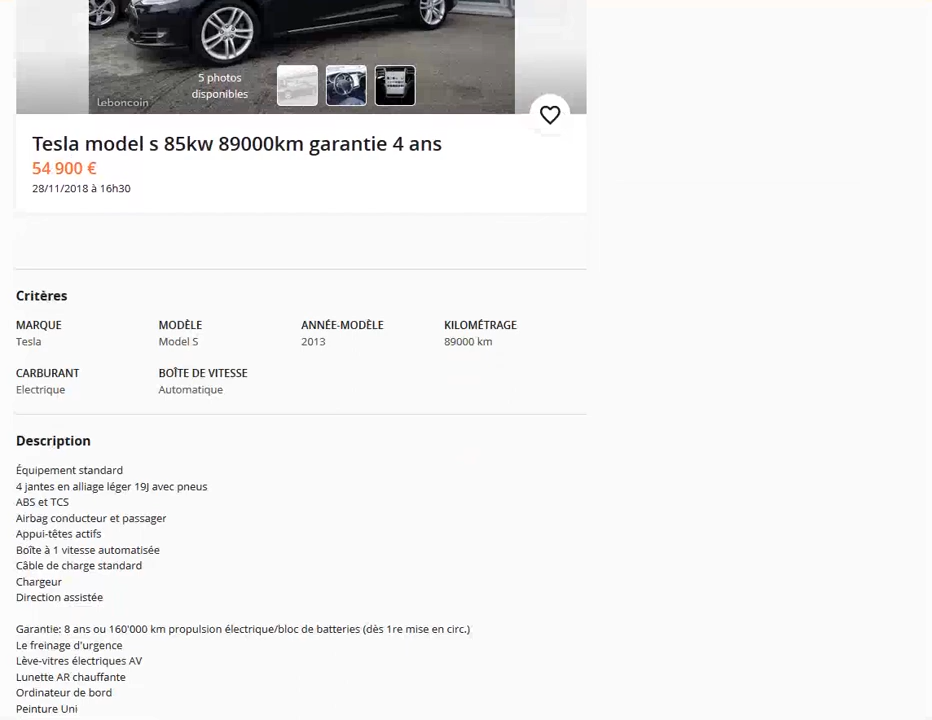 5 photos
disponibles
leboncoin
Tesla model s 85kw 89000km garantie 4 ans
54 900 €
28/11/2018 à 16h30
Critères
MARQUE MODÈLE ANNÉE-MODÈLE KILOMÉTRAGE
Tesla Model S 2013 89000 km
CARBURANT BOÎTE DE VITESSE
Electrique Automatique
Description
Équipement standard
4 jantes en alliage léger 19J avec pneus
ABS et TCS
Airbag conducteur et passager
Appui-têtes actifs
Boîte à 1 vitesse automatisée
Câble de charge standard
Chargeur
Direction assistée
Garantie: 8 ans ou 160'000 km propulsion électrique/bloc de batteries (dès 1re mise en circ.)
Le freinage d'urgence
Lève-vitres électriques AV
Lunette AR chauffante
Ordinateur de bord
Peinture Uni